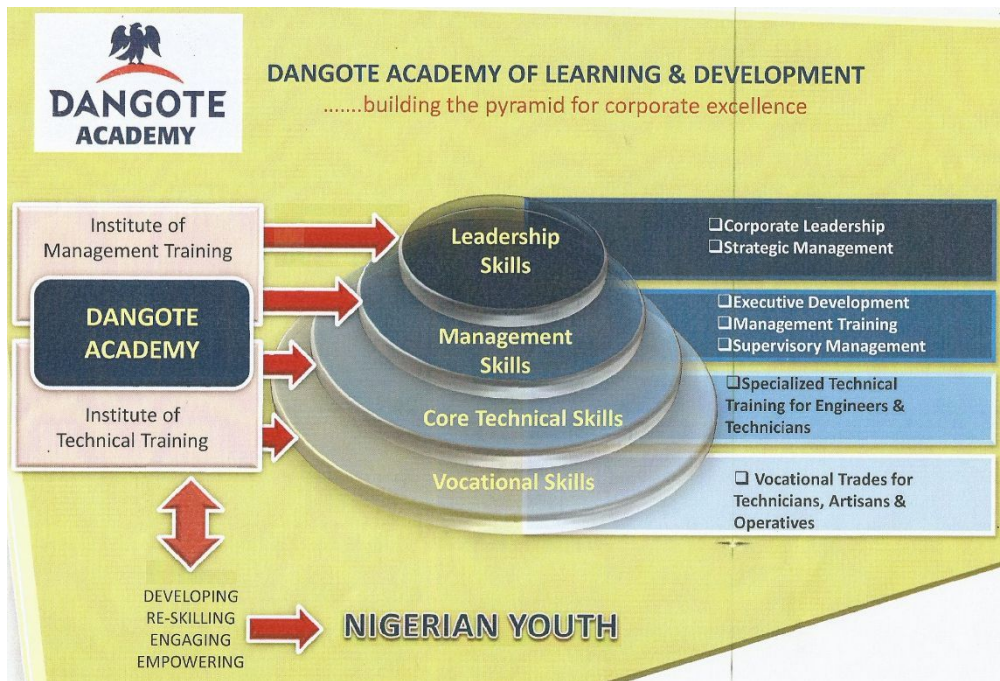 DANGOTE
ACADEMY
DANGOTE ACADEMY OF LEARNING & DEVELOPMENT
.......building the pyramid for corporate excellence
Institute of
Management Training
DANGOTE
ACADEMY
Institute of
Technical Training
Leadership
Skills
Management
Skills
Core Technical Skills
Vocational Skills
❑Corporate Leadership
❑Strategic Management
❑Executive Development
❑Management Training
❑Supervisory Management
❑Specialized Technical
Training for Engineers &
Technicians
❑ Vocational Trades for
Technicians, Artisans &
Operatives
DEVELOPING
RE-SKILLING
ENGAGING
EMPOWERING
NIGERIAN YOUTH